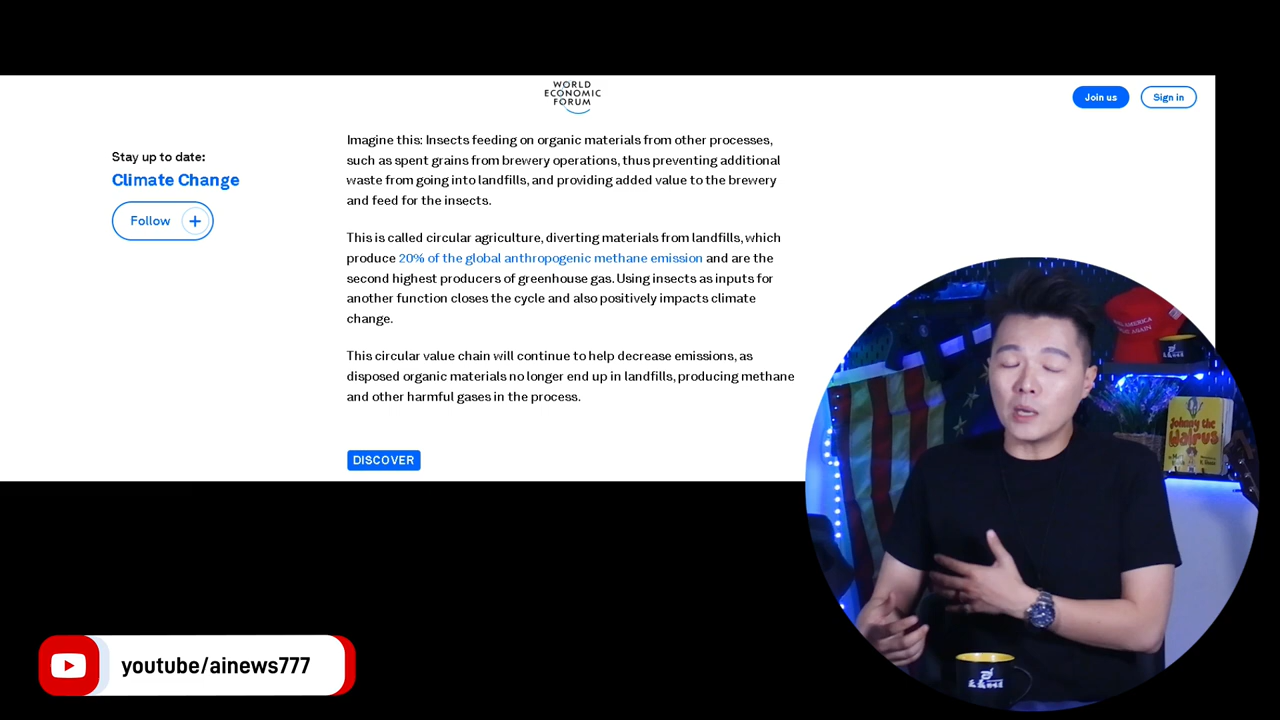 WORLD
ECONOMIC
FORUM
Join us
Sign in
Stay up to date:
Climate Change
Follow
Imagine this: Insects feeding on organic materials from other processes,
such as spent grains from brewery operations, thus preventing additional
waste from going into landfills, and providing added value to the brewery
and feed for the insects.
This is called circular agriculture, diverting materials from landfills, which
produce 20% of the global anthropogenic methane emission and are the
second highest producers of greenhouse gas. Using insects as inputs for
another function closes the cycle and also positively impacts climate
change.
This circular value chain will continue to help decrease emissions, as
disposed organic materials no longer end up in landfills, producing methane
and other harmful gases in the process.
DISCOVER
AMERICA
AGAIN
Johnny the
Walrus
youtube/ainews777